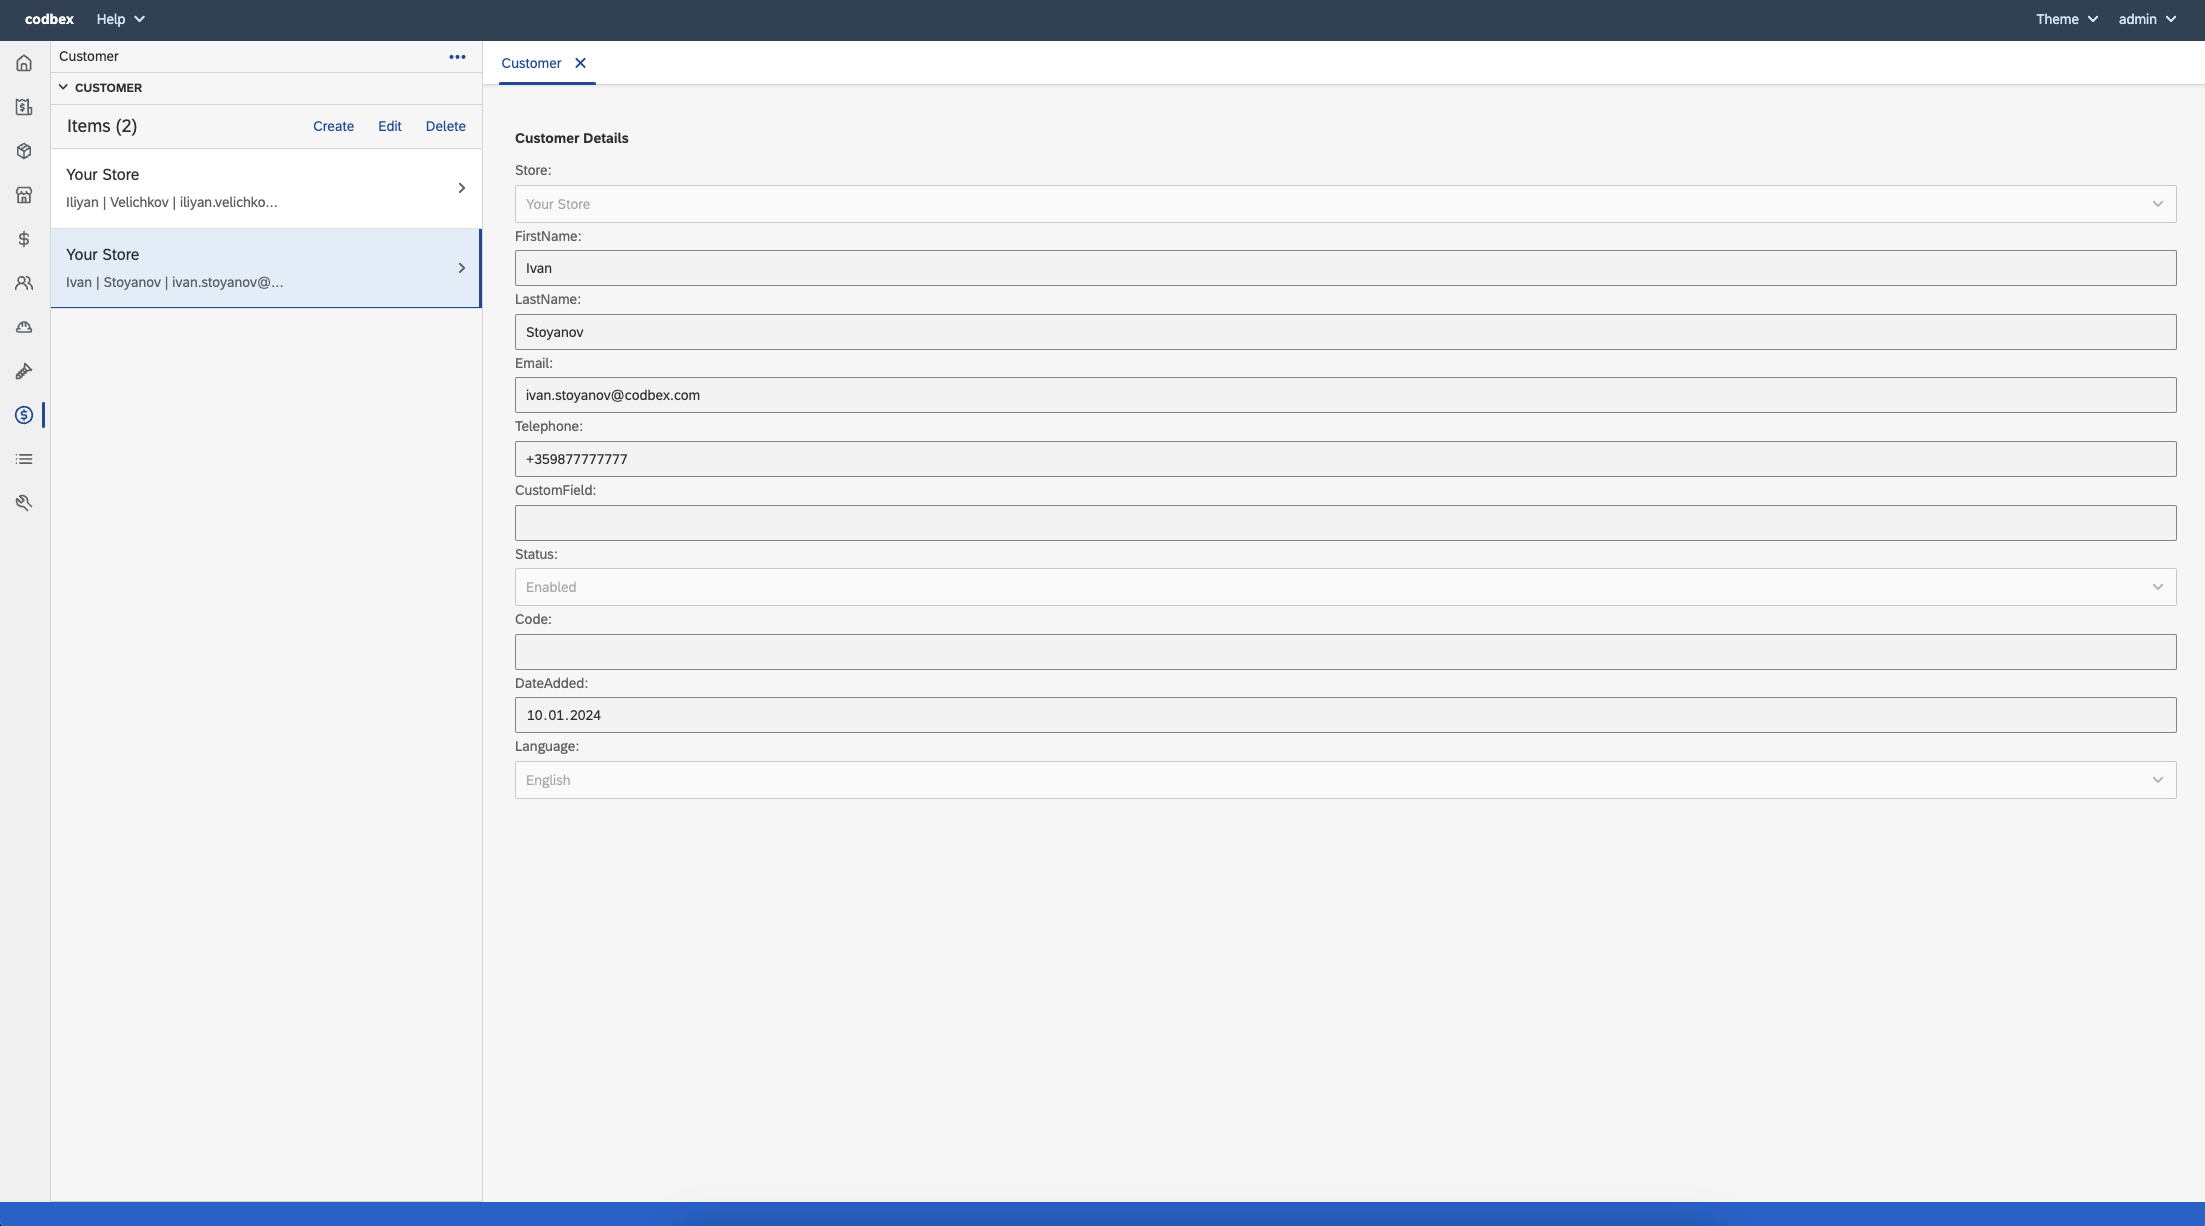 codbex Help Theme admin
Customer
CUSTOMER
Items (2) Create Edit Delete
Your Store
Iliyan | Velichkov | iliyan.velichko...
Your Store
Ivan | Stoyanov | ivan.stoyanov@...
Customer
Customer Details
Store:
Your Store
FirstName:
Ivan
LastName:
Stoyanov
Email:
ivan.stoyanov@codbex.com
Telephone:
+359877777777
CustomField:
Status:
Enabled
Code:
DateAdded:
10.01.2024
Language:
English